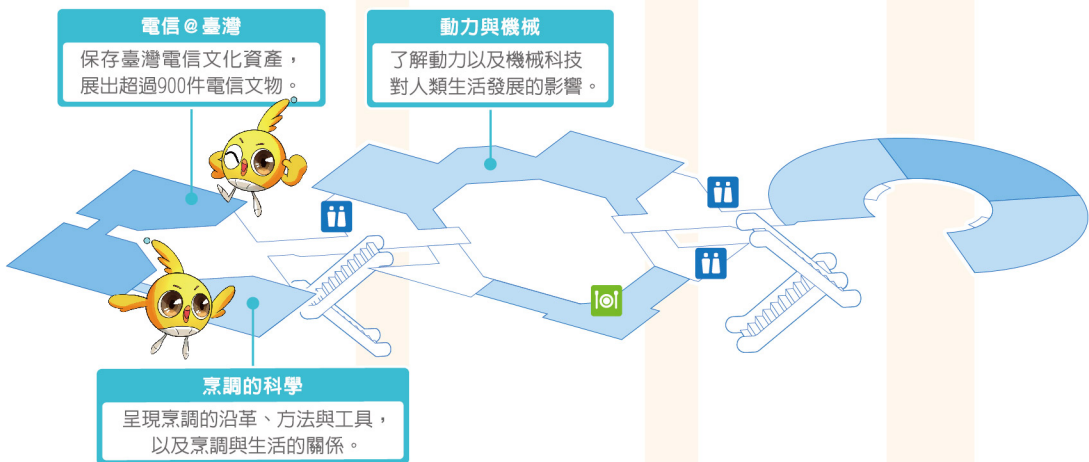 電信@臺灣
保存臺灣電信文化資產，
展出超過900件電信文物。
動力與機械
了解動力以及機械科技
對人類生活發展的影響。
烹調的科學
呈現烹調的沿革、方法與工具，
以及烹調與生活的關係。